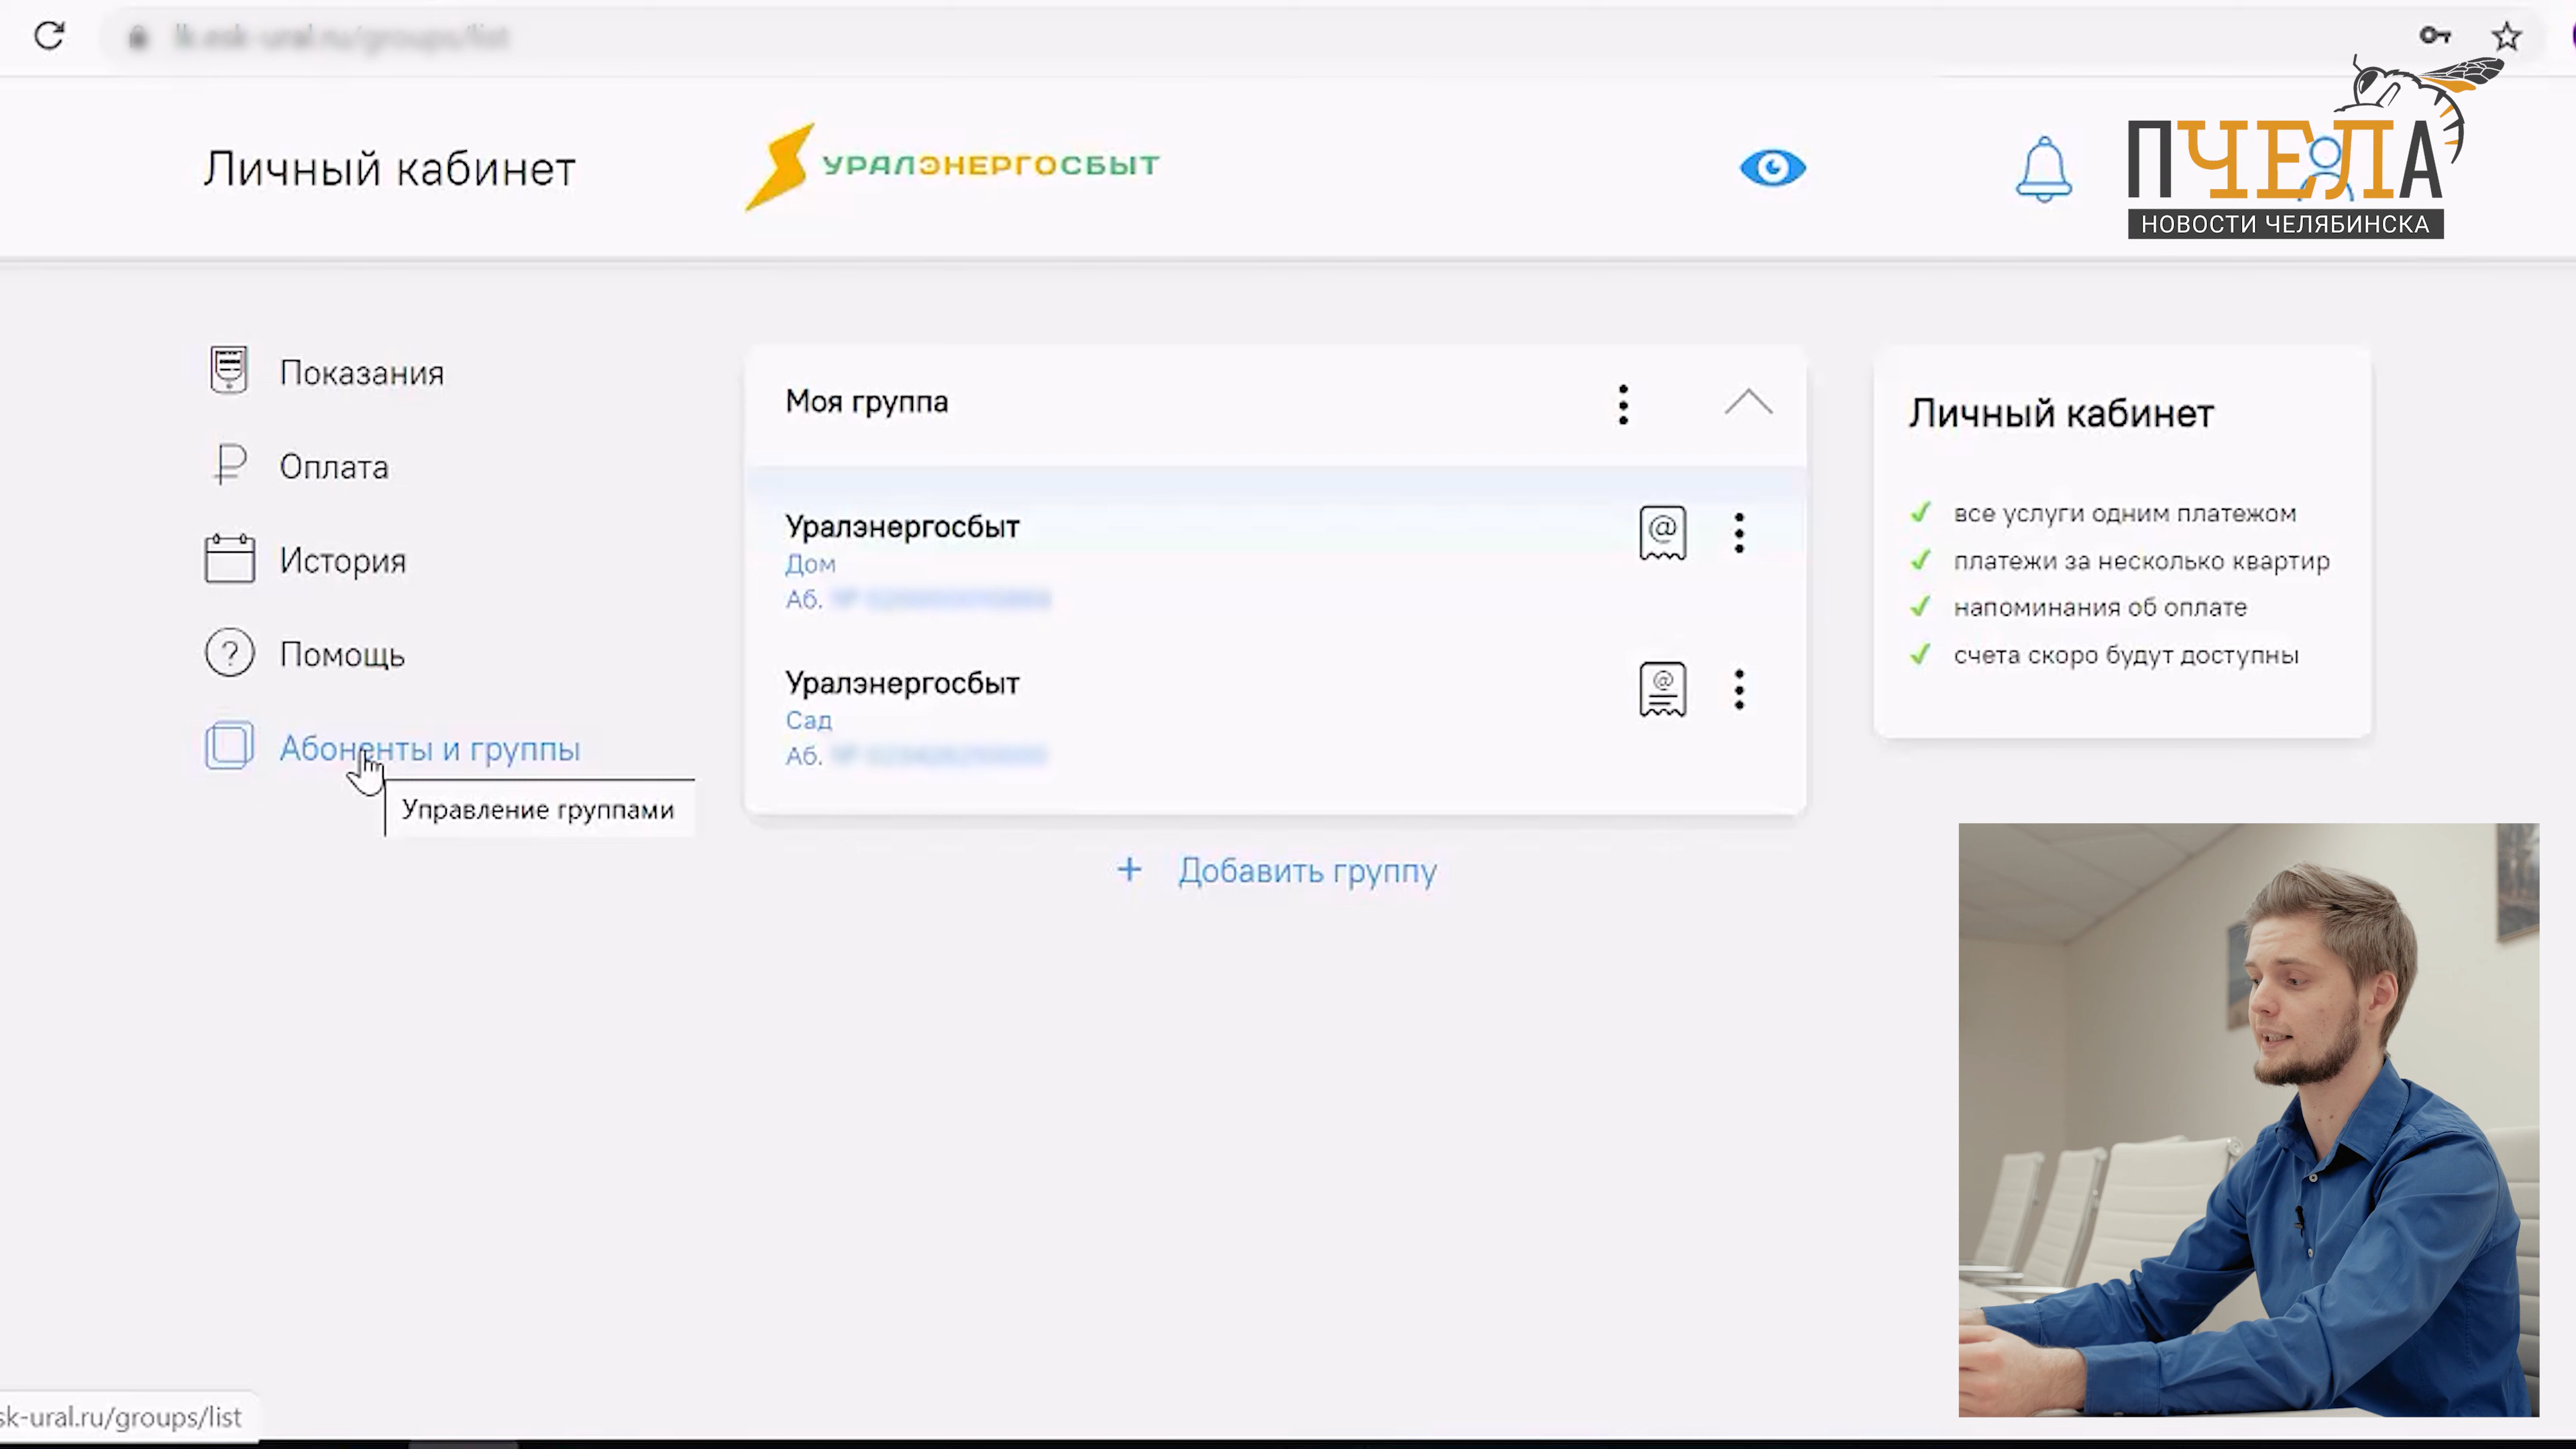 Личный кабинет
УРАЛЭНЕРГОСБЫТ
ПЧЕЛА
НОВОСТИ ЧЕЛЯБИНСКА
Показания
Оплата
История
Помощь
Абоненты и группы
Управление группами
Моя группа
Уралэнергосбыт
Дом
Аб.
@
Уралэнергосбыт
Сад
Аб.
@
+ Добавить группу
Личный кабинет
все услуги одним платежом
платежи за несколько квартир
напоминания об оплате
счета скоро будут доступны
sk-ural.ru/groups/list